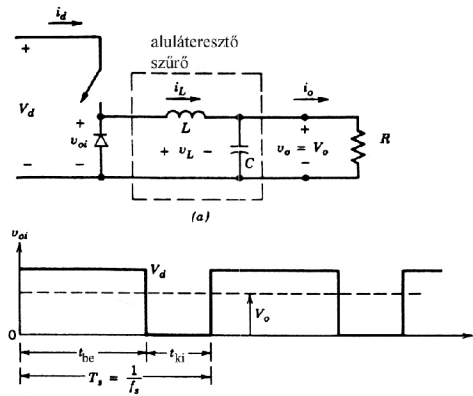 i_d
aluláteresztő
szűrő
+
V_d
−
+
v_oi
−
i_L
L
+ v_L −
C
i_o
+
v_o = V_o
−
R
(a)
v_oi
V_d
V_o
0
t_be
t_ki
T_s = 1/f_s